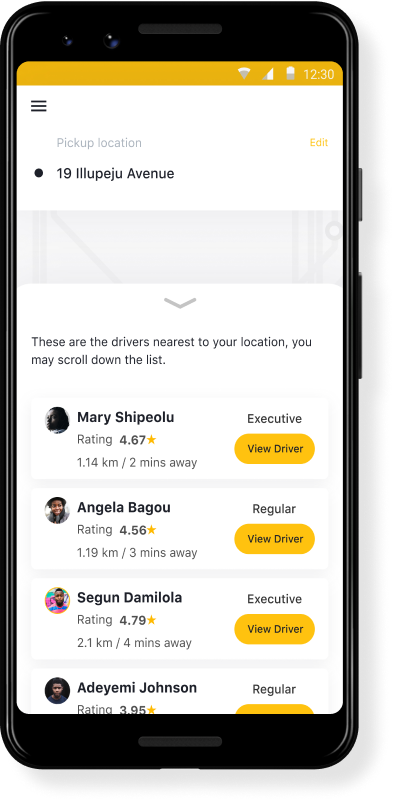 12:30
Pickup location
Edit
19 Illupeju Avenue
These are the drivers nearest to your location, you
may scroll down the list.
Mary Shipeolu
Executive
Rating 4.67★
View Driver
1.14 km / 2 mins away
Angela Bagou
Regular
Rating 4.56★
View Driver
1.19 km / 3 mins away
Segun Damilola
Executive
Rating 4.79★
View Driver
2.1 km / 4 mins away
Adeyemi Johnson
Regular
Rating 3.95★